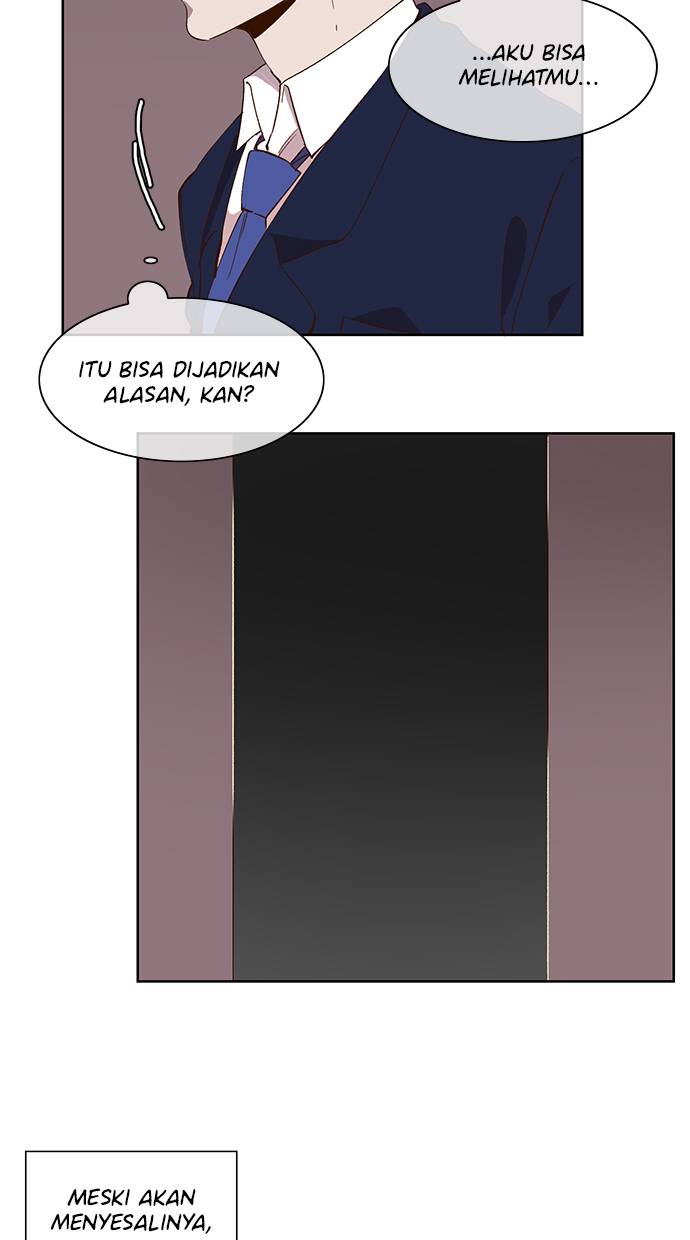 ...AKU BISA
MELIHATMU...
ITU BISA DIJADIKAN
ALASAN, KAN?
MESKI AKAN
MENYESALINYA,